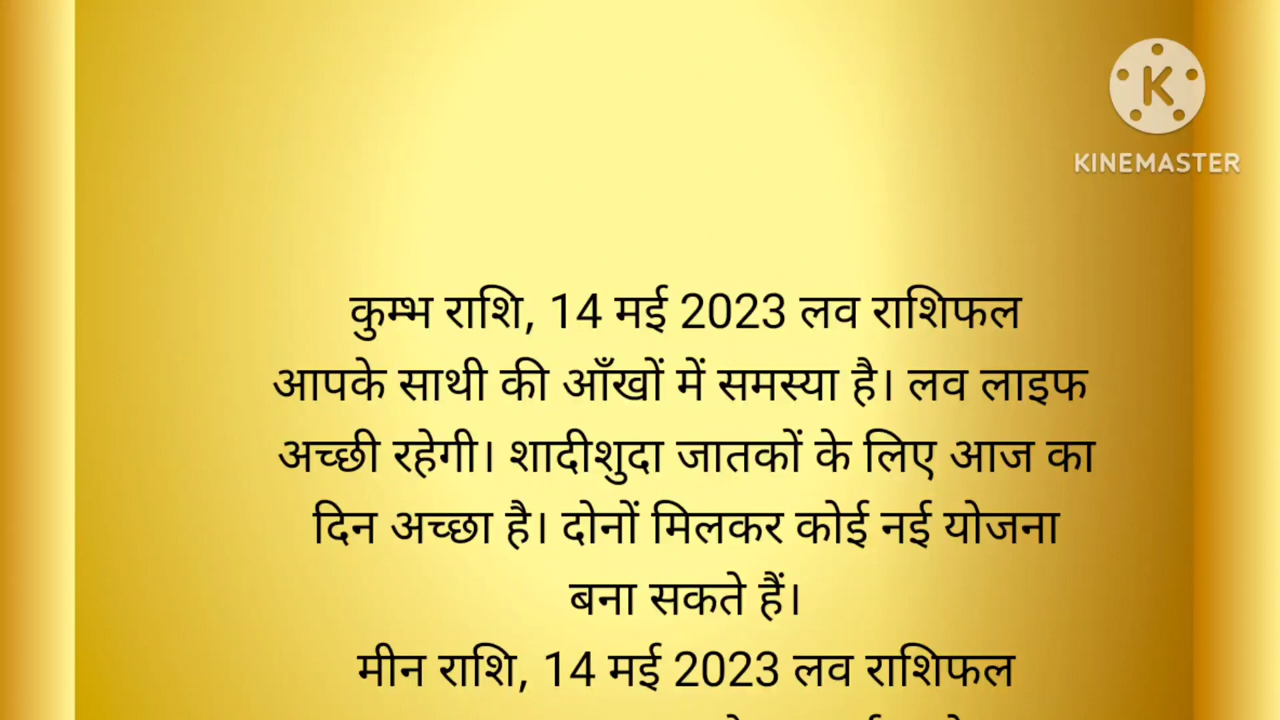 K
KINEMASTER
कुम्भ राशि, 14 मई 2023 लव राशिफल
आपके साथी की आँखों में समस्या है। लव लाइफ
अच्छी रहेगी। शादीशुदा जातकों के लिए आज का
दिन अच्छा है। दोनों मिलकर कोई नई योजना
बना सकते हैं।
मीन राशि, 14 मई 2023 लव राशिफल